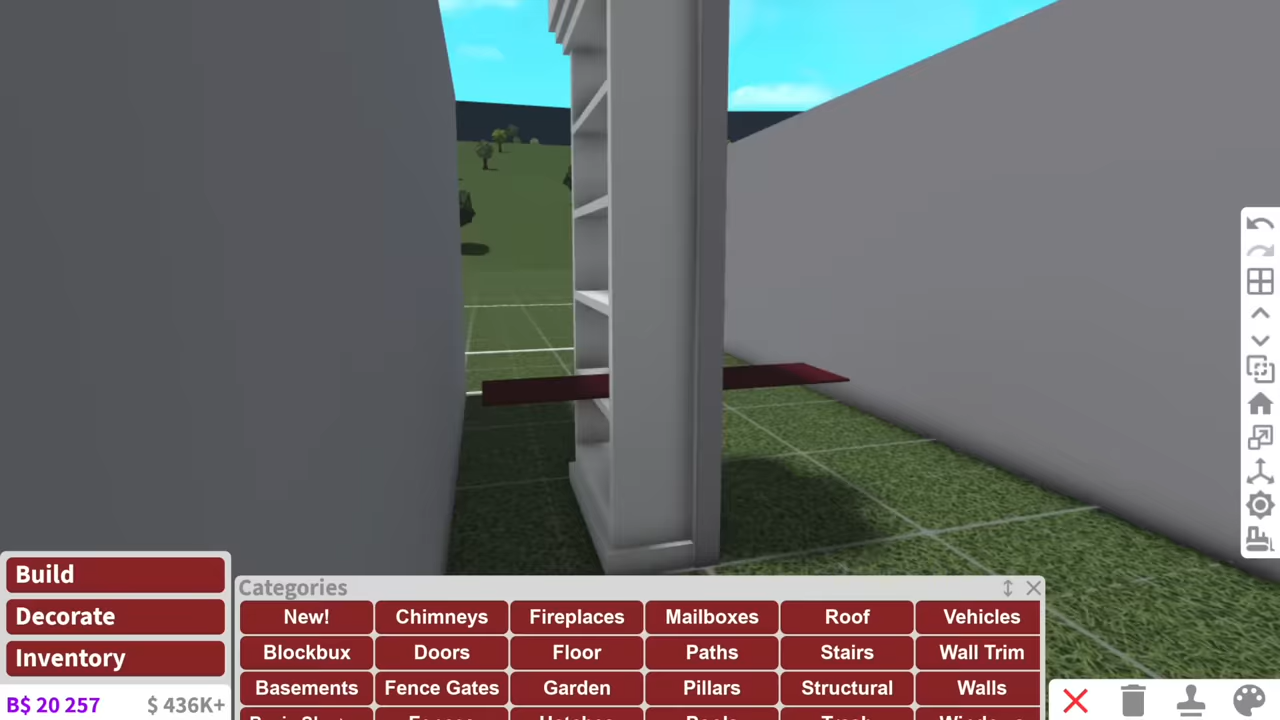 Build
Decorate
Inventory
B$ 20 257
$ 436K+
Categories
New! Chimneys Fireplaces Mailboxes Roof Vehicles
Blockbux Doors Floor Paths Stairs Wall Trim
Basements Fence Gates Garden Pillars Structural Walls